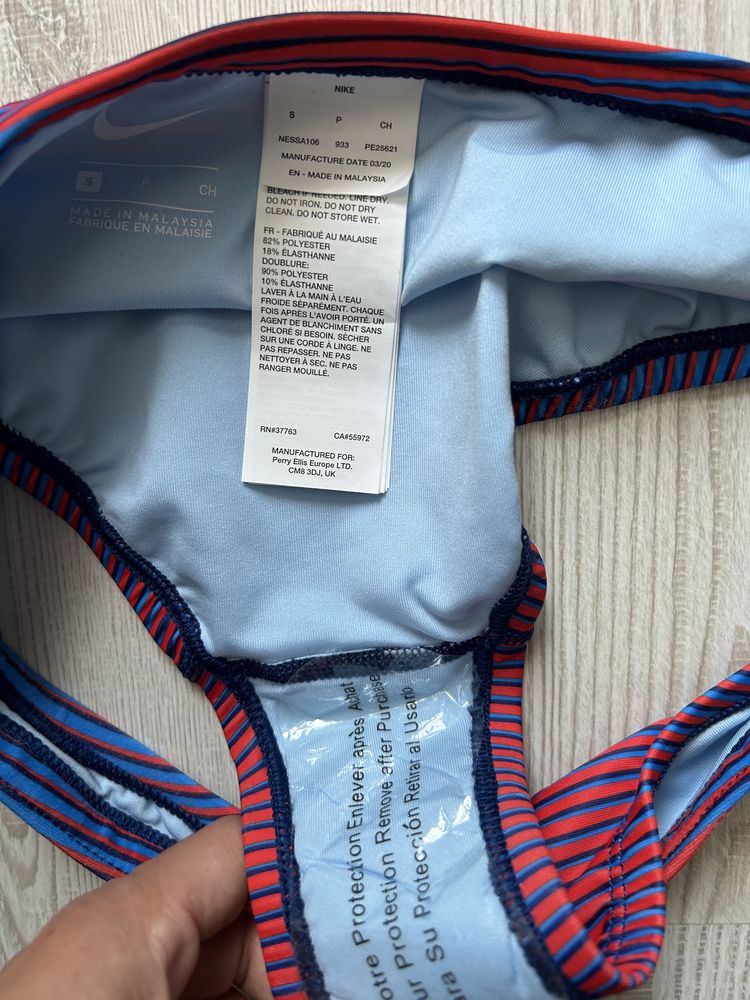 NIKE
S P CH
NESSA106 933 PE25621
MANUFACTURE DATE 03/20
EN - MADE IN MALAYSIA
BLEACH IF NEEDED. LINE DRY.
DO NOT IRON. DO NOT DRY
CLEAN. DO NOT STORE WET.
FR - FABRIQUÉ AU MALAISIE
82% POLYESTER
18% ÉLASTHANNE
DOUBLURE:
90% POLYESTER
10% ÉLASTHANNE
LAVER À LA MAIN À L'EAU
FROIDE SÉPARÉMENT. CHAQUE
FOIS APRÈS L'AVOIR PORTÉ. UN
AGENT DE BLANCHIMENT SANS
CHLORÉ SI BESOIN. SÉCHER
SUR UNE CORDE À LINGE. NE
PAS REPASSER. NE PAS
NETTOYER À SEC. NE PAS
RANGER MOUILLÉ.
RN#37763 CA#55972
MANUFACTURED FOR:
Perry Ellis Europe LTD.
CM8 3DJ, UK
S P CH
MADE IN MALAYSIA
FABRIQUE EN MALAISIE
otre Protection Enlever après Achat
ur Protection Remove after Purchase
ra Su Protección Retirar al Usarlo